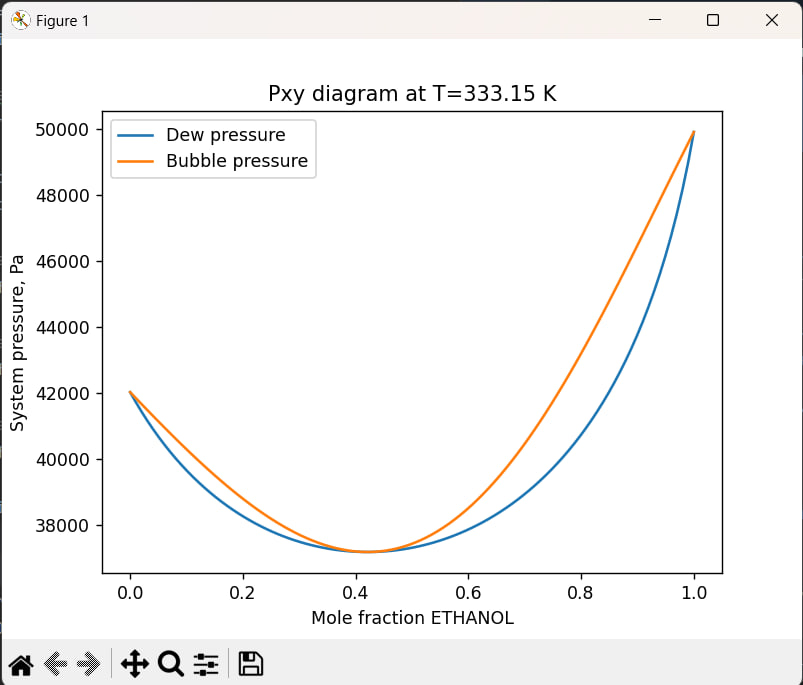 Figure 1
Pxy diagram at T=333.15 K
Dew pressure
Bubble pressure
50000
48000
46000
44000
42000
40000
38000
System pressure, Pa
0.0 0.2 0.4 0.6 0.8 1.0
Mole fraction ETHANOL